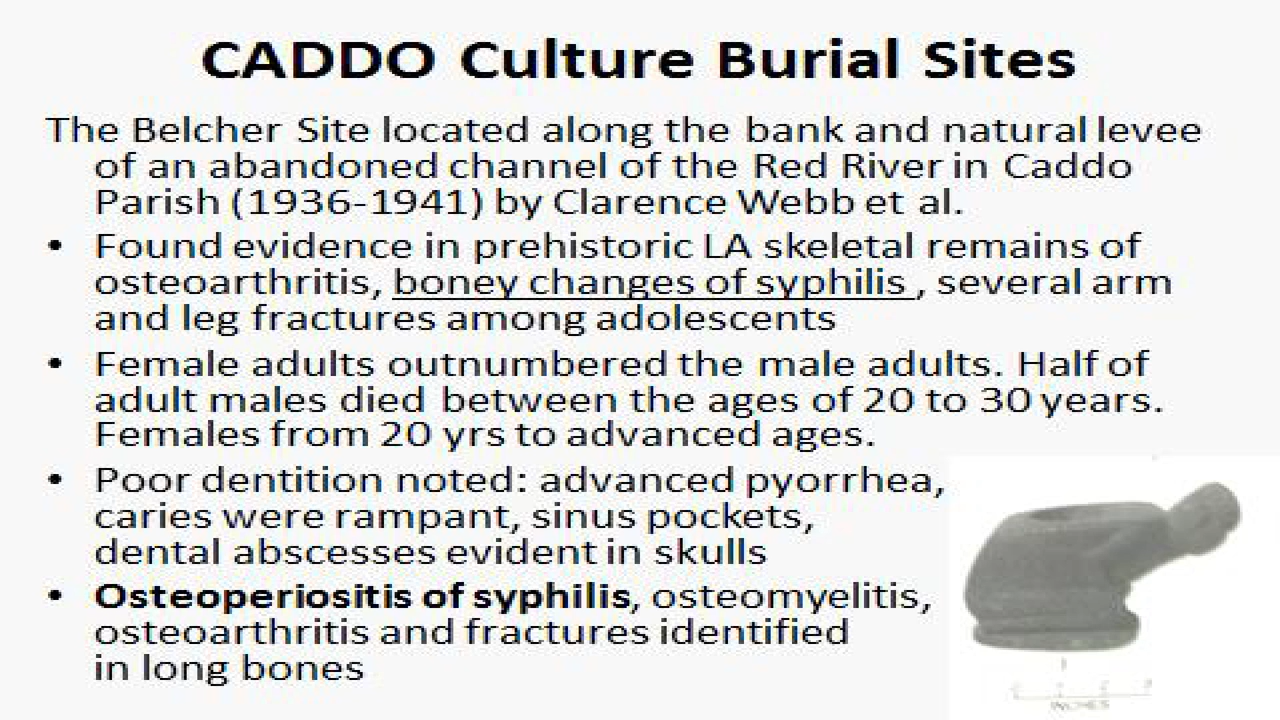 CADDO Culture Burial Sites
The Belcher Site located along the bank and natural levee
of an abandoned channel of the Red River in Caddo
Parish (1936-1941) by Clarence Webb et al.
• Found evidence in prehistoric LA skeletal remains of
osteoarthritis, boney changes of syphilis , several arm
and leg fractures among adolescents
• Female adults outnumbered the male adults. Half of
adult males died between the ages of 20 to 30 years.
Females from 20 yrs to advanced ages.
• Poor dentition noted: advanced pyorrhea,
caries were rampant, sinus pockets,
dental abscesses evident in skulls
• Osteoperiositis of syphilis, osteomyelitis,
osteoarthritis and fractures identified
in long bones
INCHES